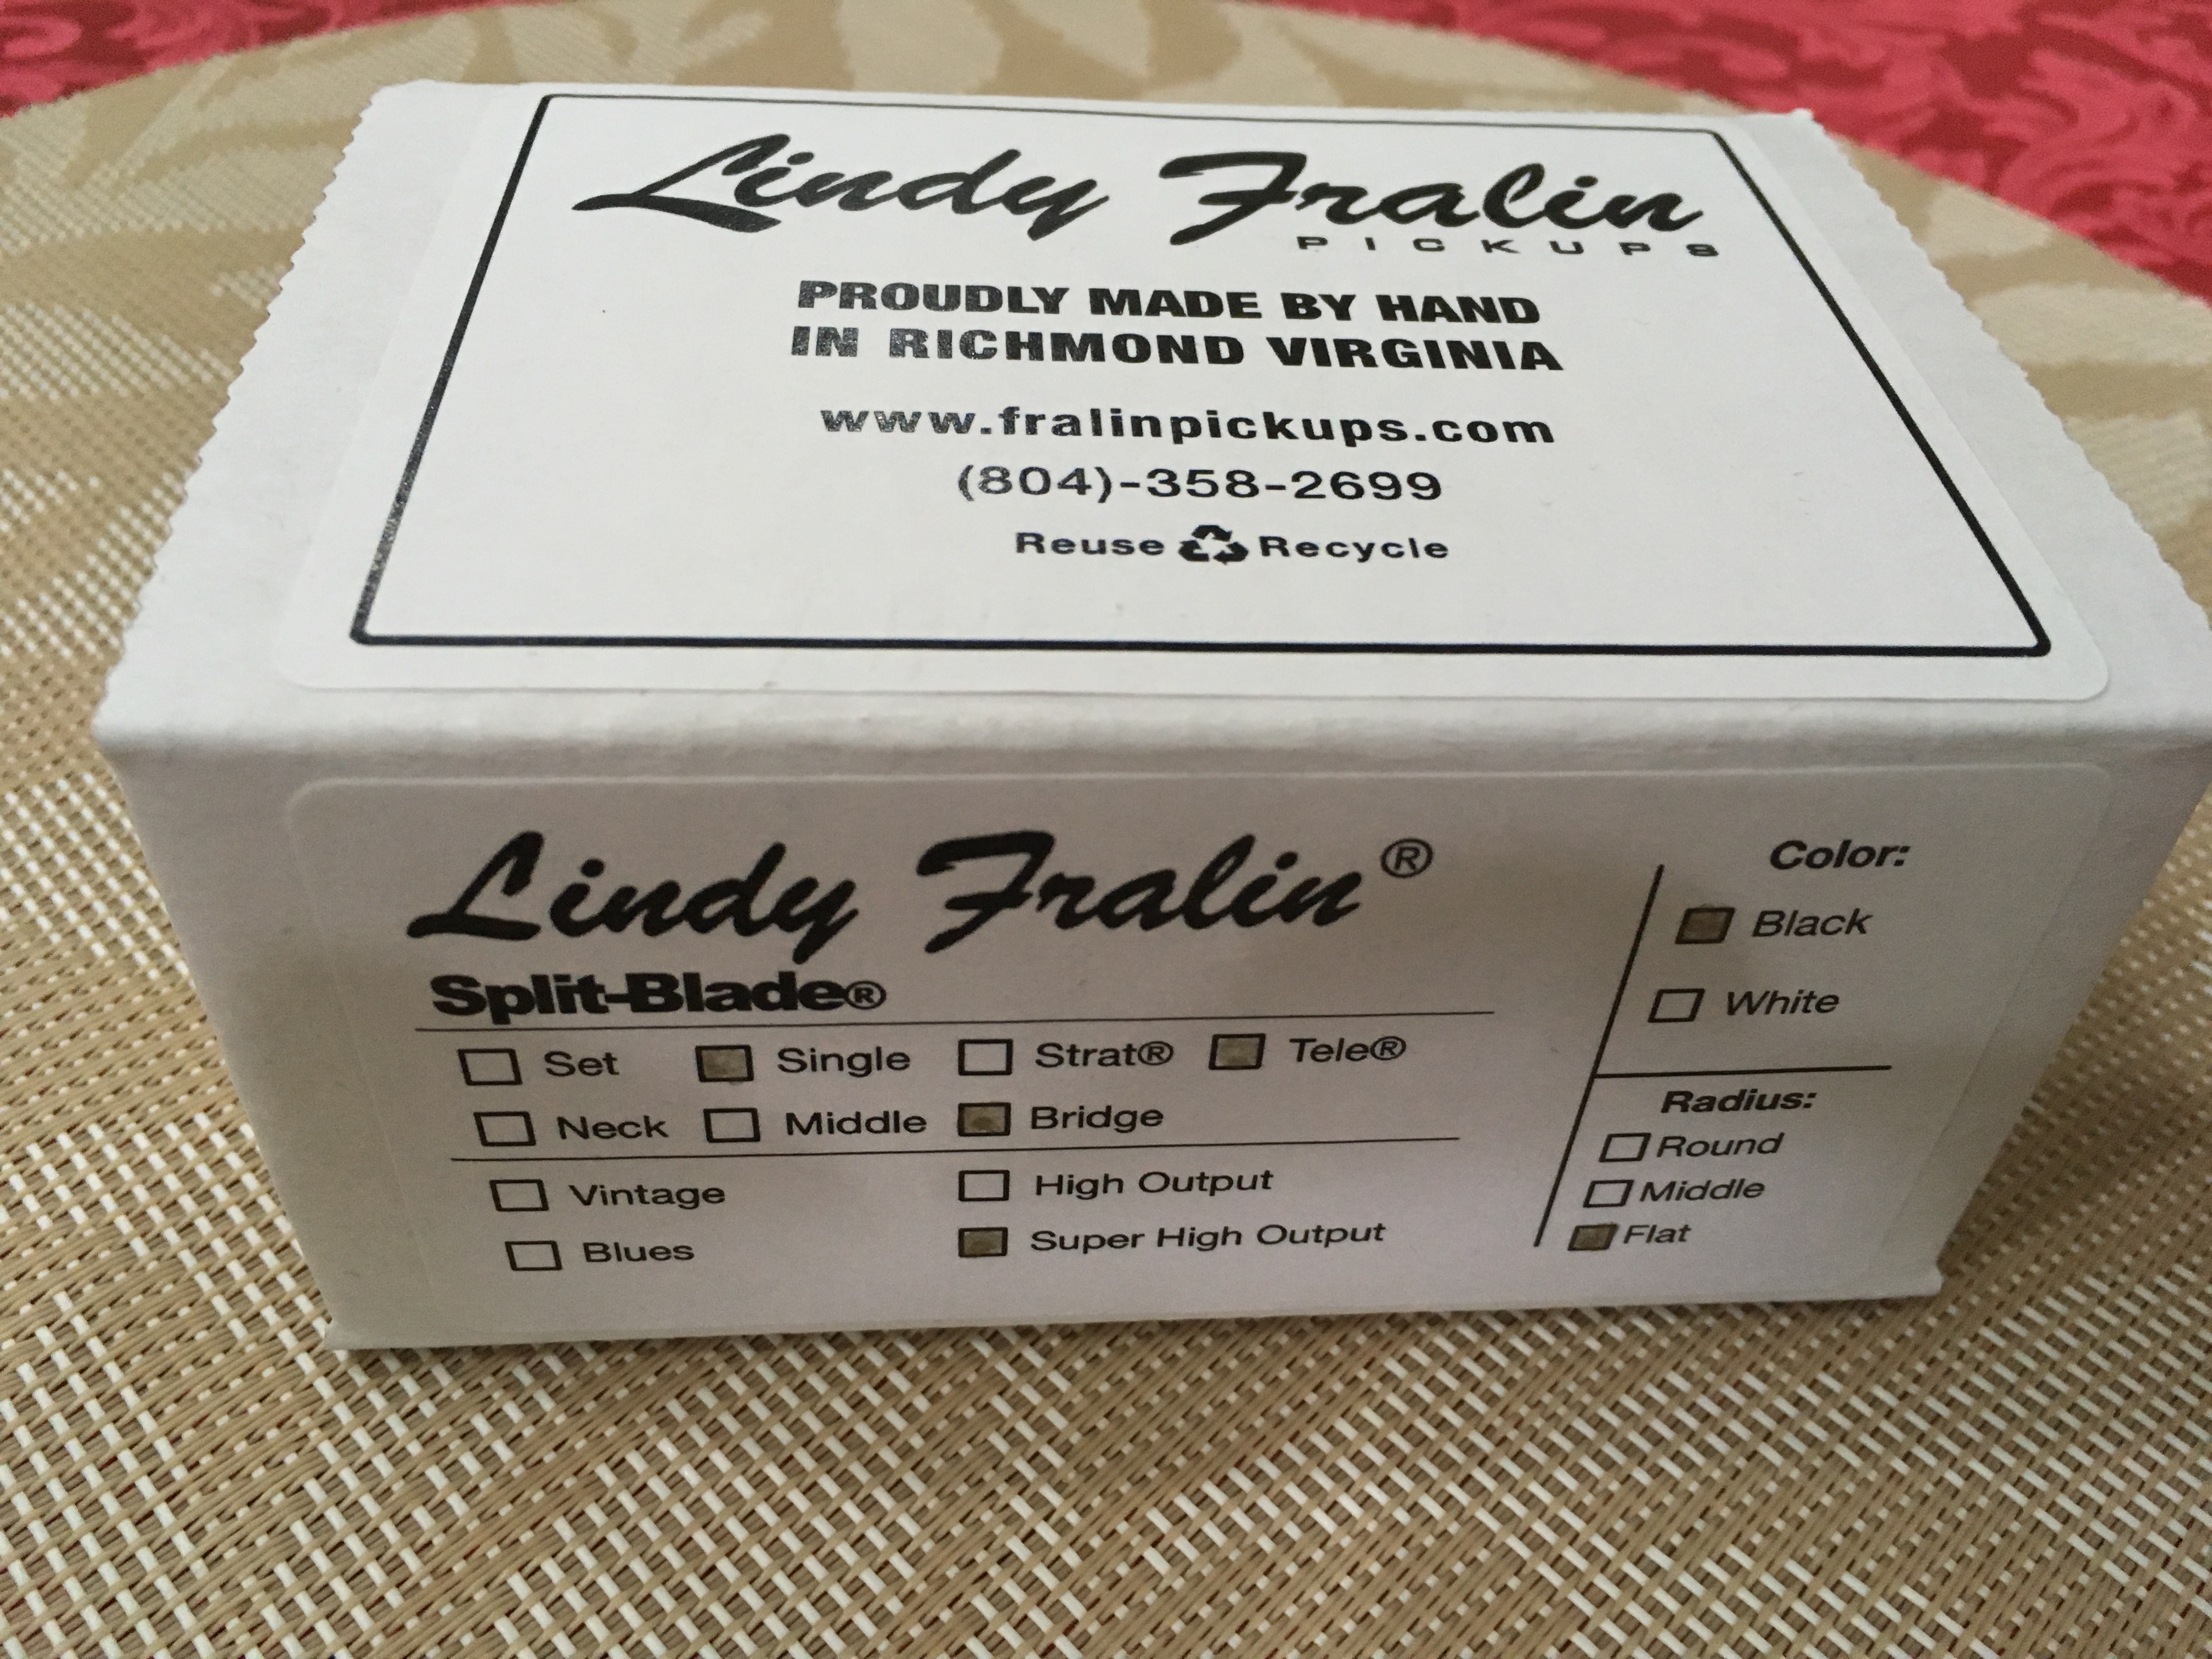 Lindy Fralin
PICKUPS
PROUDLY MADE BY HAND
IN RICHMOND VIRGINIA
www.fralinpickups.com
(804)-358-2699
Reuse Recycle
Lindy Fralin®
Split-Blade®
Set Single Strat® Tele®
Neck Middle Bridge
Vintage High Output
Blues Super High Output
Color:
Black
White
Radius:
Round
Middle
Flat